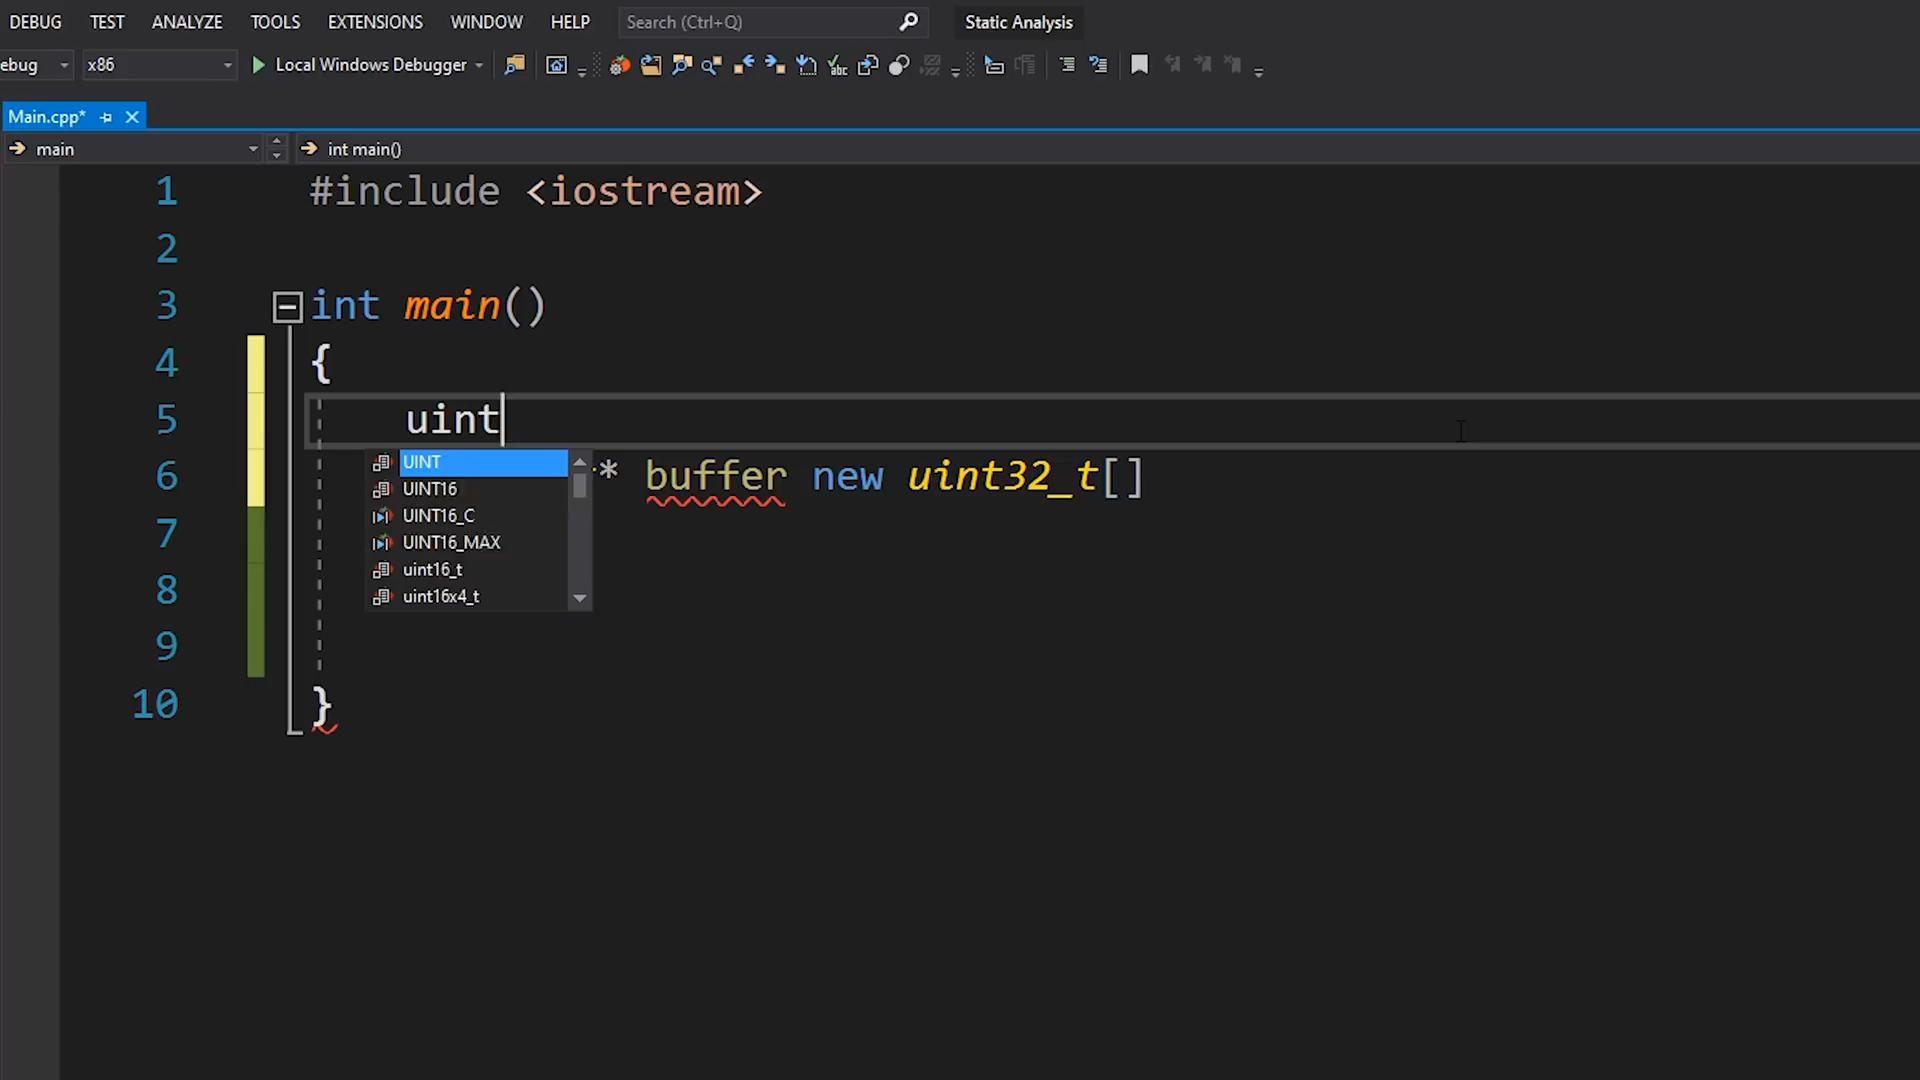 DEBUG TEST ANALYZE TOOLS EXTENSIONS WINDOW HELP Search (Ctrl+Q) Static Analysis
ebug x86 Local Windows Debugger
Main.cpp*
main int main()
1 #include <iostream>
2
3 int main()
4 {
5 uint
6 * buffer new uint32_t[]
UINT
UINT16
UINT16_C
7 UINT16_MAX
uint16_t
8 uint16x4_t
9
10 }